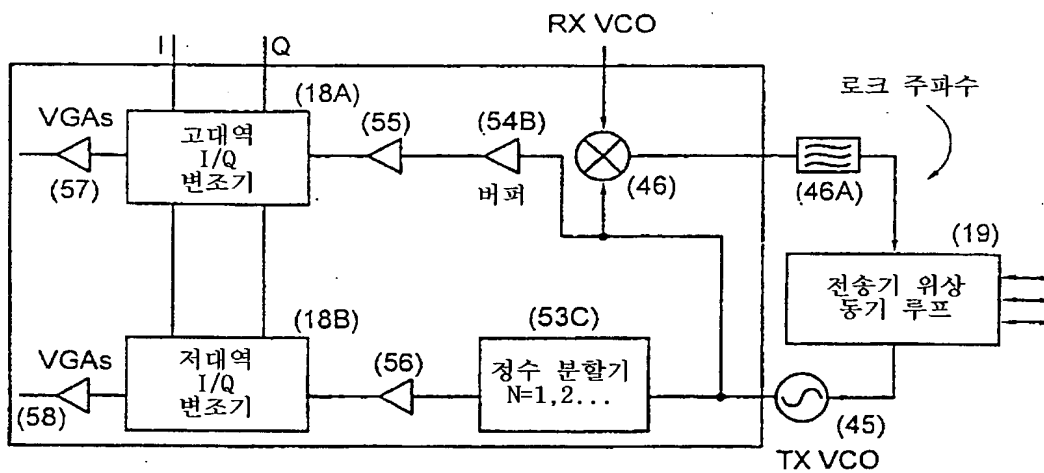 RX VCO
I
Q
로크 주파수
VGAs
(18A)
(55)
(54B)
고대역
I/Q
변조기
(57)
버퍼
(46)
(46A)
(19)
전송기 위상
동기 루프
(18B)
(53C)
VGAs
(56)
저대역
I/Q
변조기
정수 분할기
N=1,2...
(58)
(45)
TX VCO